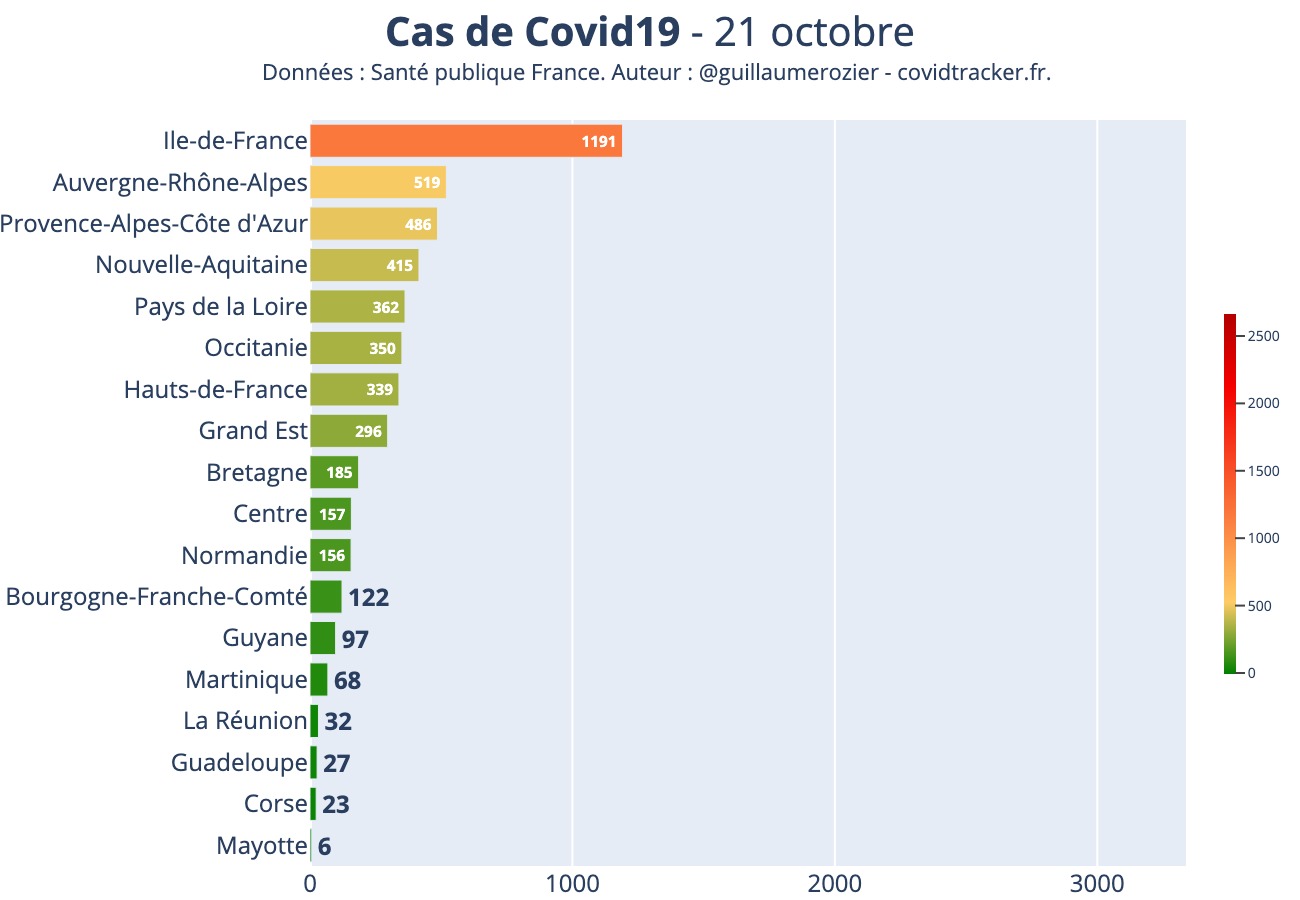 Cas de Covid19 - 21 octobre
Données : Santé publique France. Auteur : @guillaumerozier - covidtracker.fr.
Ile-de-France 1191
Auvergne-Rhône-Alpes 519
Provence-Alpes-Côte d'Azur 486
Nouvelle-Aquitaine 415
Pays de la Loire 362
Occitanie 350
Hauts-de-France 339
Grand Est 296
Bretagne 185
Centre 157
Normandie 156
Bourgogne-Franche-Comté 122
Guyane 97
Martinique 68
La Réunion 32
Guadeloupe 27
Corse 23
Mayotte 6
0 1000 2000 3000
2500
2000
1500
1000
500
0